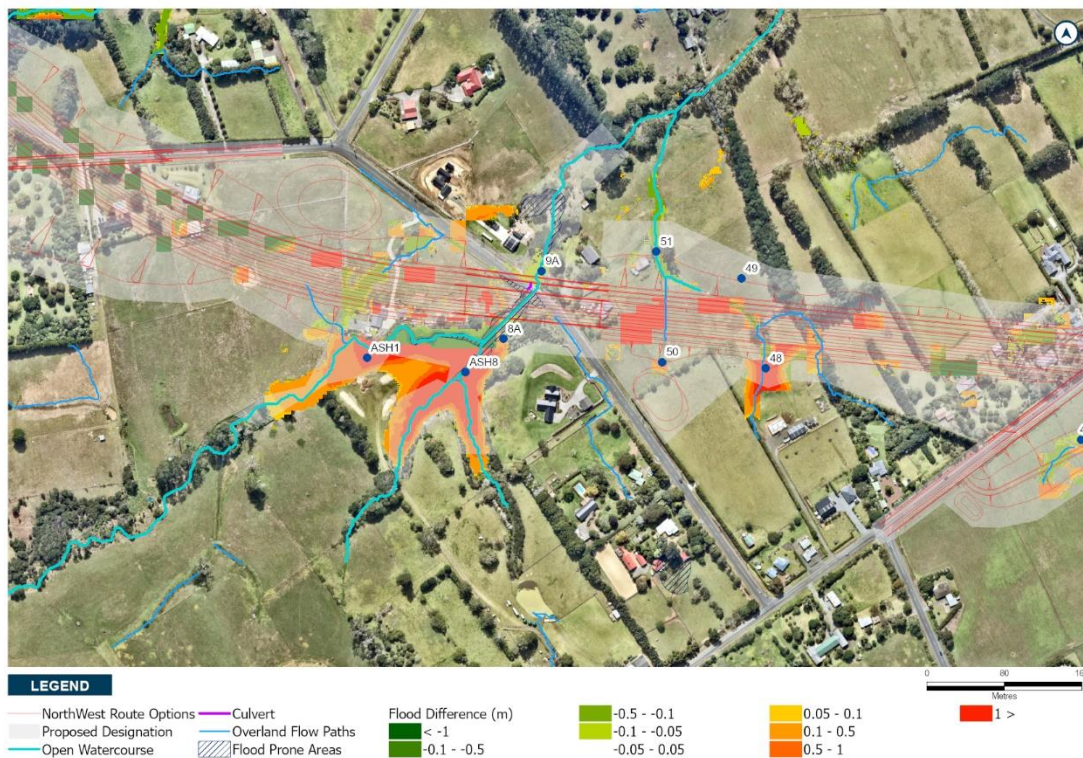 51
49
9A
8A
ASH1
ASH8
50
48
4
LEGEND
0 80 16
Metres
NorthWest Route Options
Proposed Designation
Open Watercourse
Culvert
Overland Flow Paths
Flood Prone Areas
Flood Difference (m)
< -1
-0.1 - -0.5
-0.5 - -0.1
-0.1 - -0.05
-0.05 - 0.05
0.05 - 0.1
0.1 - 0.5
0.5 - 1
1 >